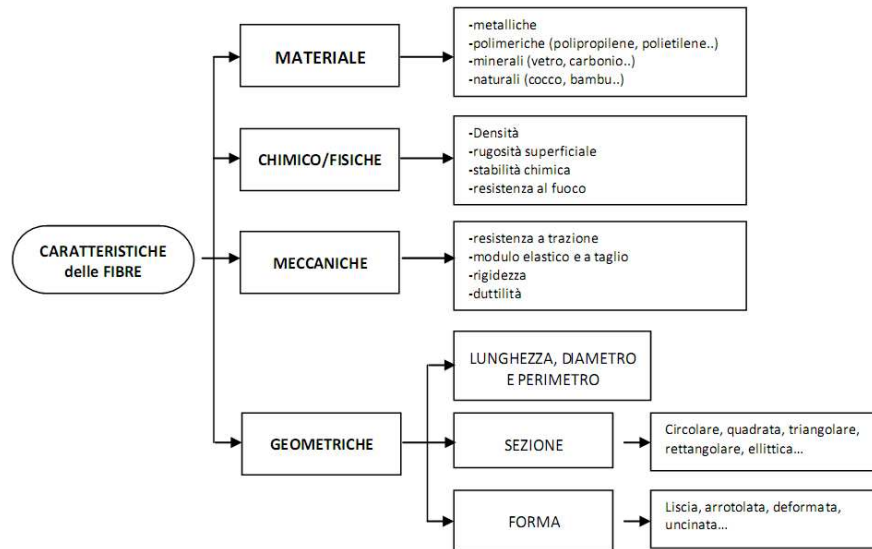 CARATTERISTICHE
delle FIBRE
MATERIALE
-metalliche
-polimeriche (polipropilene, polietilene..)
-minerali (vetro, carbonio..)
-naturali (cocco, bambu..)
CHIMICO/FISICHE
-Densità
-rugosità superficiale
-stabilità chimica
-resistenza al fuoco
MECCANICHE
-resistenza a trazione
-modulo elastico e a taglio
-rigidezza
-duttilità
GEOMETRICHE
LUNGHEZZA, DIAMETRO
E PERIMETRO
SEZIONE
Circolare, quadrata, triangolare,
rettangolare, ellittica...
FORMA
Liscia, arrotolata, deformata,
uncinata...